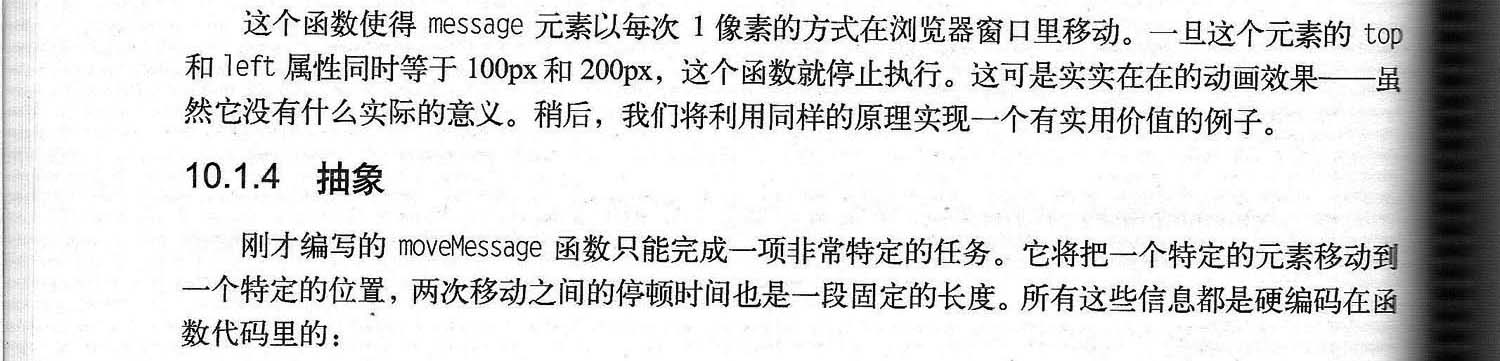 这个函数使得 message 元素以每次 1 像素的方式在浏览器窗口里移动。一旦这个元素的 top
和 left 属性同时等于 100px 和 200px，这个函数就停止执行。这可是实实在在的动画效果——虽
然它没有什么实际的意义。稍后，我们将利用同样的原理实现一个有实用价值的例子。
10.1.4 抽象
刚才编写的 moveMessage 函数只能完成一项非常特定的任务。它将把一个特定的元素移动到
一个特定的位置，两次移动之间的停顿时间也是一段固定的长度。所有这些信息都是硬编码在函
数代码里的：